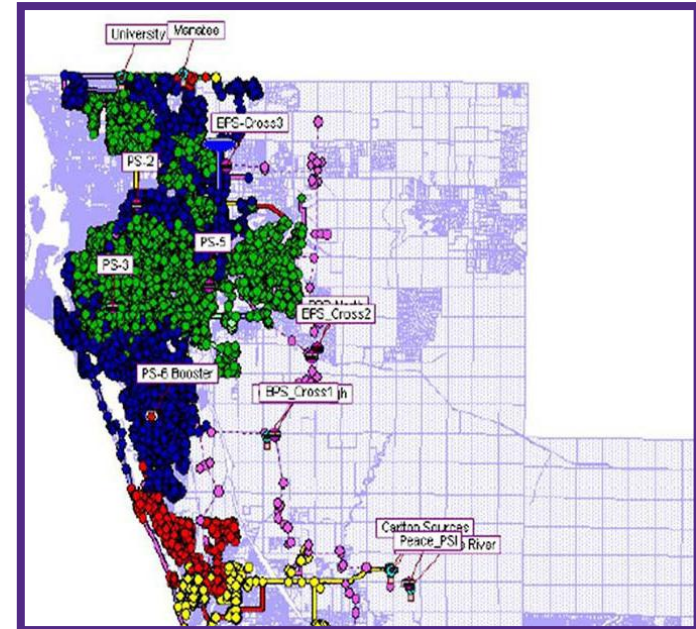 University
Manatee
EPS-Cross3
PS-2
PS-5
PS-3
EPS_Cross2
PS-6 Booster
EPS_Cross1
Carlton Sources
Peace_PSI
River